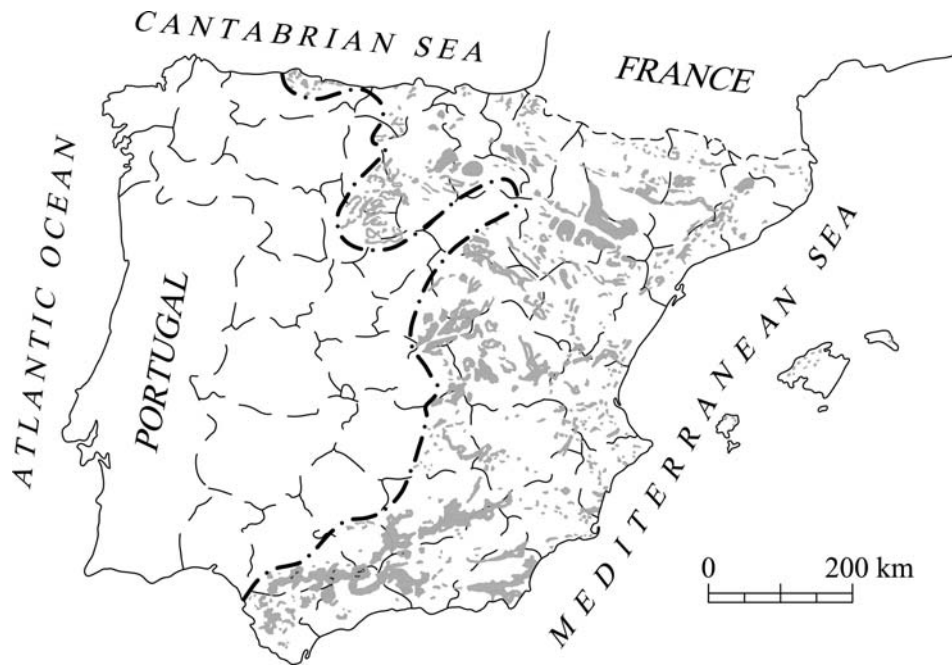 CANTABRIAN SEA
FRANCE
ATLANTIC OCEAN
PORTUGAL
MEDITERRANEAN SEA
0 200 km